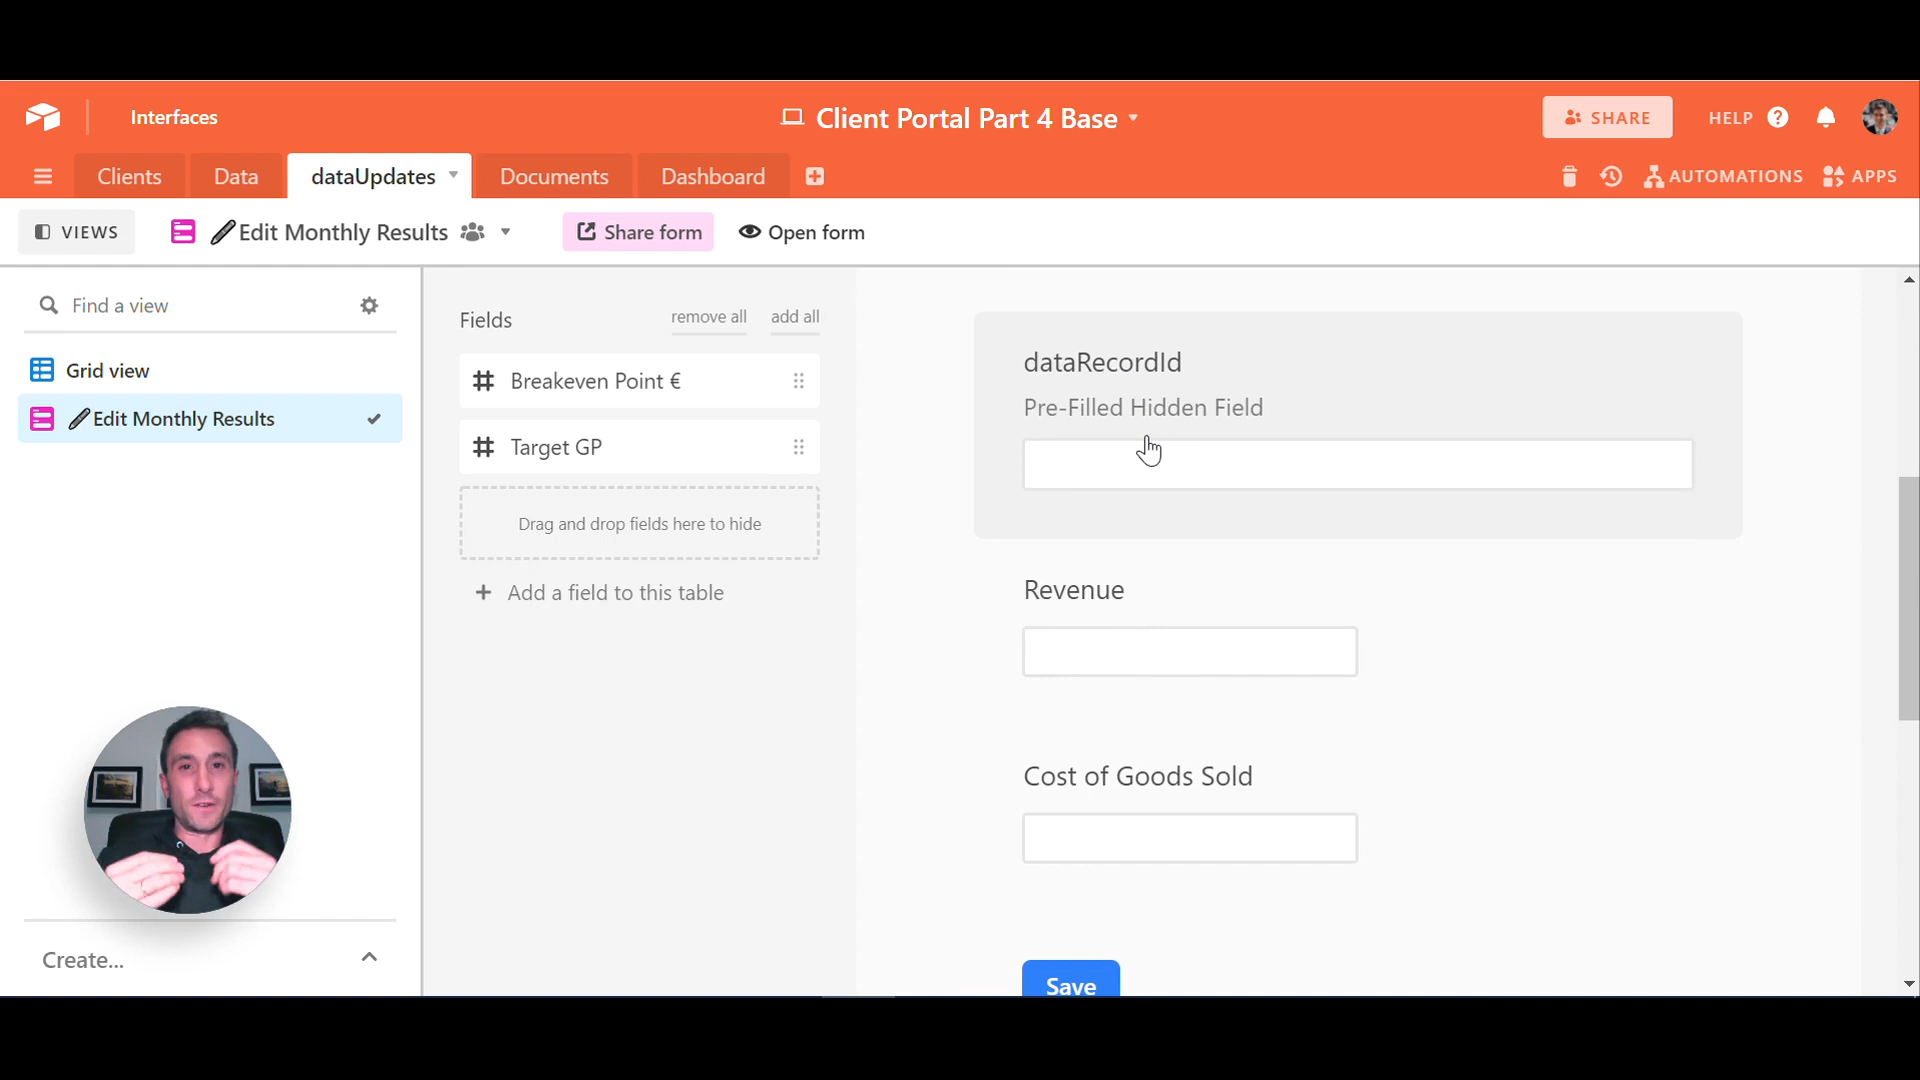 Interfaces
Client Portal Part 4 Base
SHARE
HELP
Clients
Data
dataUpdates
Documents
Dashboard
AUTOMATIONS
APPS
VIEWS
Edit Monthly Results
Share form
Open form
Find a view
Grid view
Edit Monthly Results
Create...
Fields
remove all
add all
Breakeven Point €
Target GP
Drag and drop fields here to hide
+ Add a field to this table
dataRecordId
Pre-Filled Hidden Field
Revenue
Cost of Goods Sold
Save